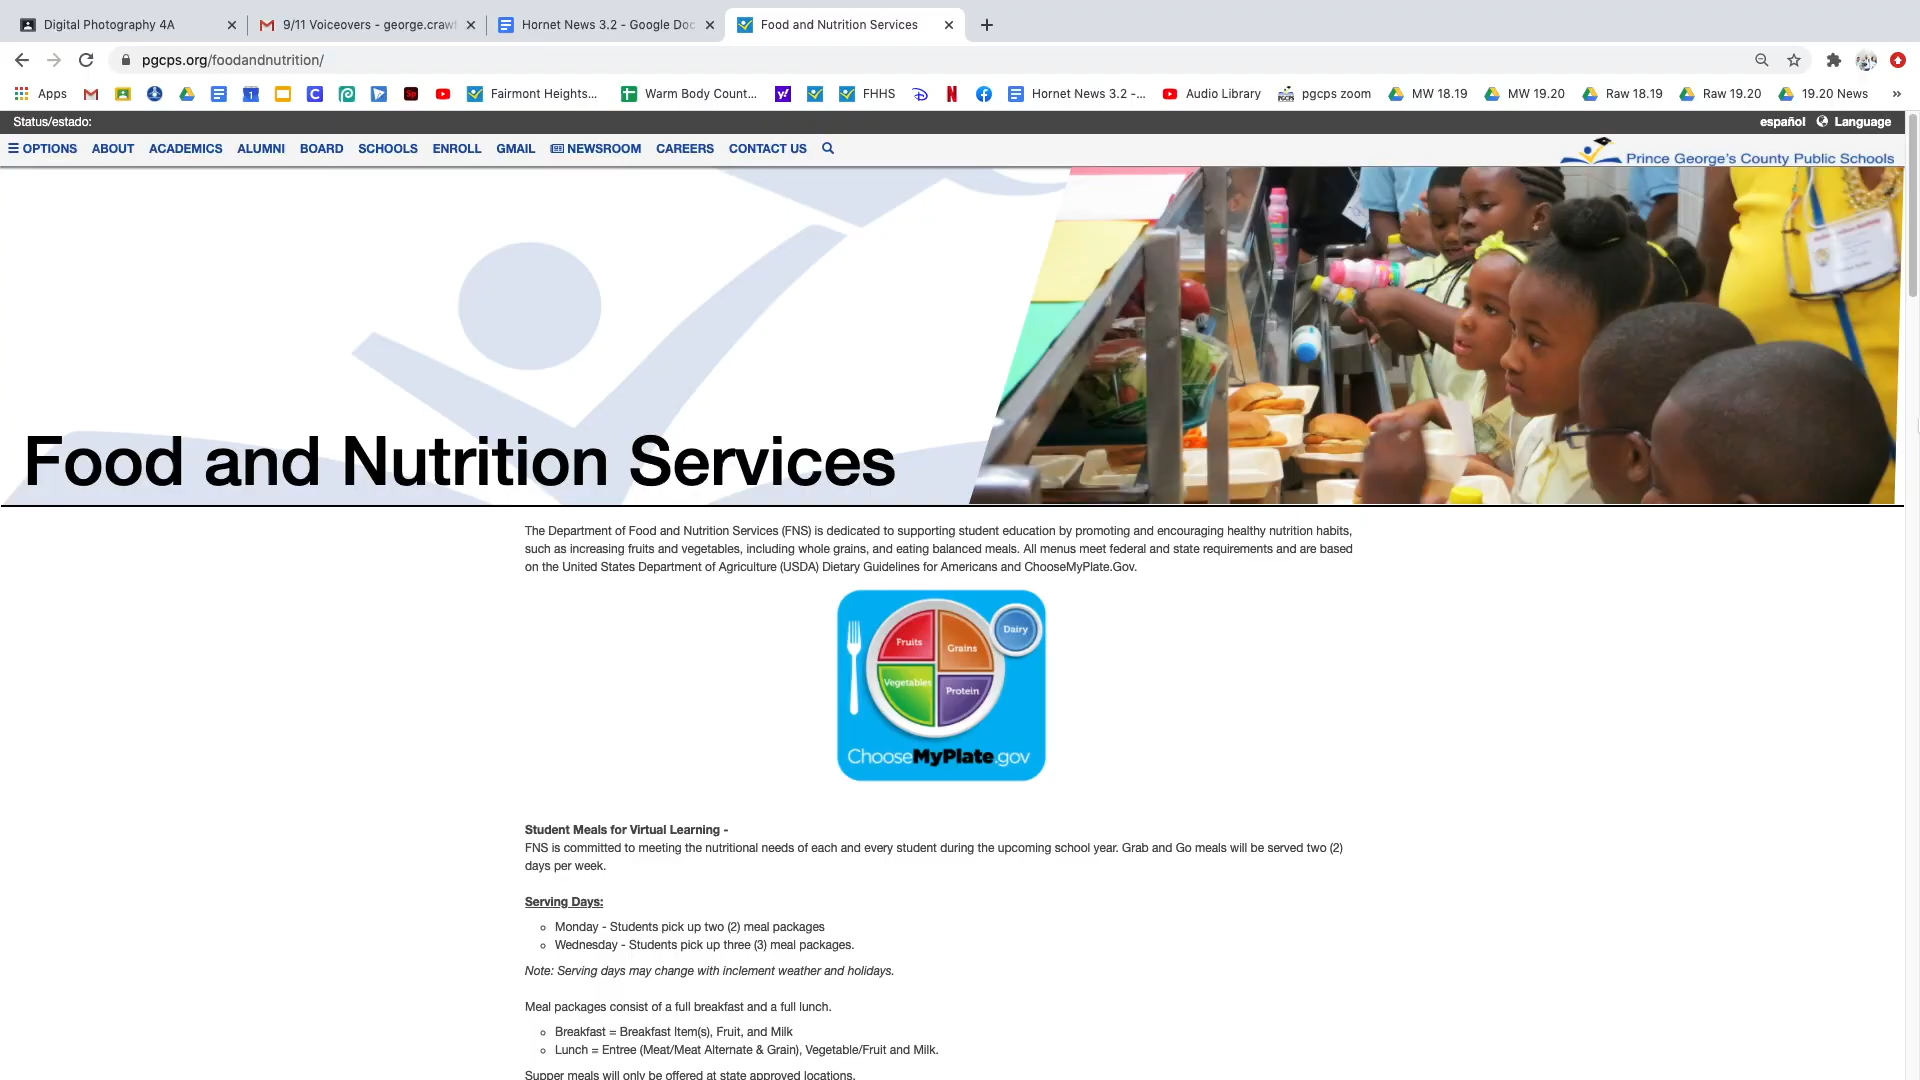 Digital Photography 4A
9/11 Voiceovers - george.craw
Hornet News 3.2 - Google Doc
Food and Nutrition Services
pgcps.org/foodandnutrition/
Apps
Fairmont Heights...
Warm Body Count...
FHHS
Hornet News 3.2 -...
Audio Library
pgcps zoom
MW 18.19
MW 19.20
Raw 18.19
Raw 19.20
19.20 News
Status/estado:
español
Language
OPTIONS ABOUT ACADEMICS ALUMNI BOARD SCHOOLS ENROLL GMAIL NEWSROOM CAREERS CONTACT US
Prince George's County Public Schools
Food and Nutrition Services
The Department of Food and Nutrition Services (FNS) is dedicated to supporting student education by promoting and encouraging healthy nutrition habits,
such as increasing fruits and vegetables, including whole grains, and eating balanced meals. All menus meet federal and state requirements and are based
on the United States Department of Agriculture (USDA) Dietary Guidelines for Americans and ChooseMyPlate.Gov.
Dairy
Fruits
Grains
Vegetables
Protein
ChooseMyPlate.gov
Student Meals for Virtual Learning -
FNS is committed to meeting the nutritional needs of each and every student during the upcoming school year. Grab and Go meals will be served two (2)
days per week.
Serving Days:
Monday - Students pick up two (2) meal packages
Wednesday - Students pick up three (3) meal packages.
Note: Serving days may change with inclement weather and holidays.
Meal packages consist of a full breakfast and a full lunch.
Breakfast = Breakfast Item(s), Fruit, and Milk
Lunch = Entree (Meat/Meat Alternate & Grain), Vegetable/Fruit and Milk.
Supper meals will only be offered at state approved locations.